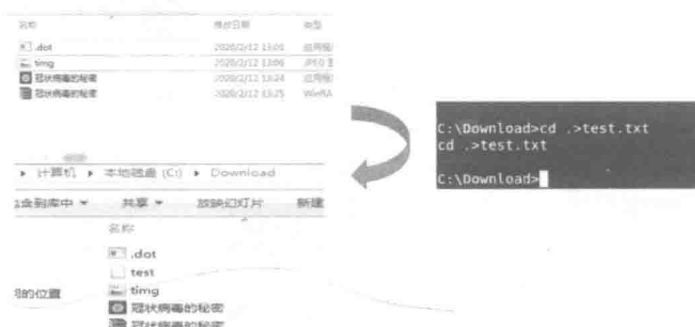 名称 修改日期 类型
.dot 2020/2/12 13:01
timg 2020/2/12 13:06
冠状病毒的秘密 2020/2/12 13:24
冠状病毒的秘密 2020/2/12 13:25 WinRA
计算机 ▸ 本地磁盘 (C:) ▸ Download
含到库中 共享 放映幻灯片 新建
名称
.dot
test
的位置 timg
冠状病毒的秘密
冠状病毒的秘密
C:\Download>cd .>test.txt
cd .>test.txt
C:\Download>